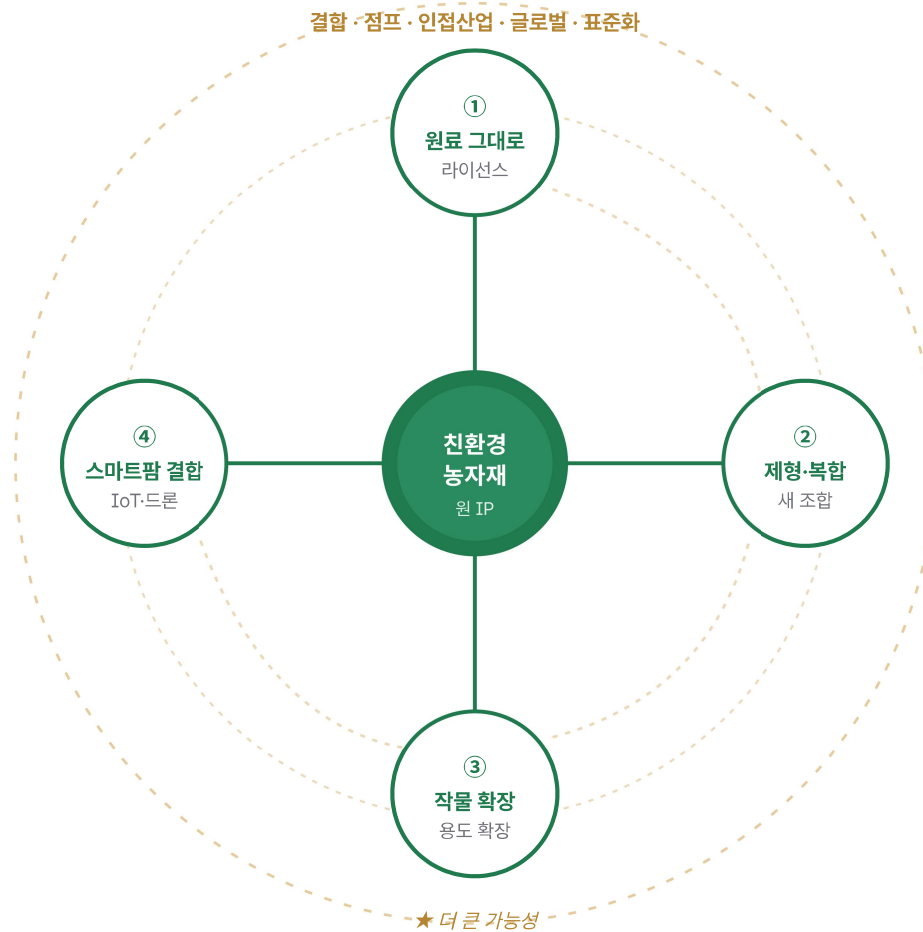 결합 · 점프 · 인접산업 · 글로벌 · 표준화
①
원료 그대로
라이선스
④
스마트팜 결합
IoT·드론
친환경
농자재
원 IP
②
제형·복합
새 조합
③
작물 확장
용도 확장
★ 더 큰 가능성